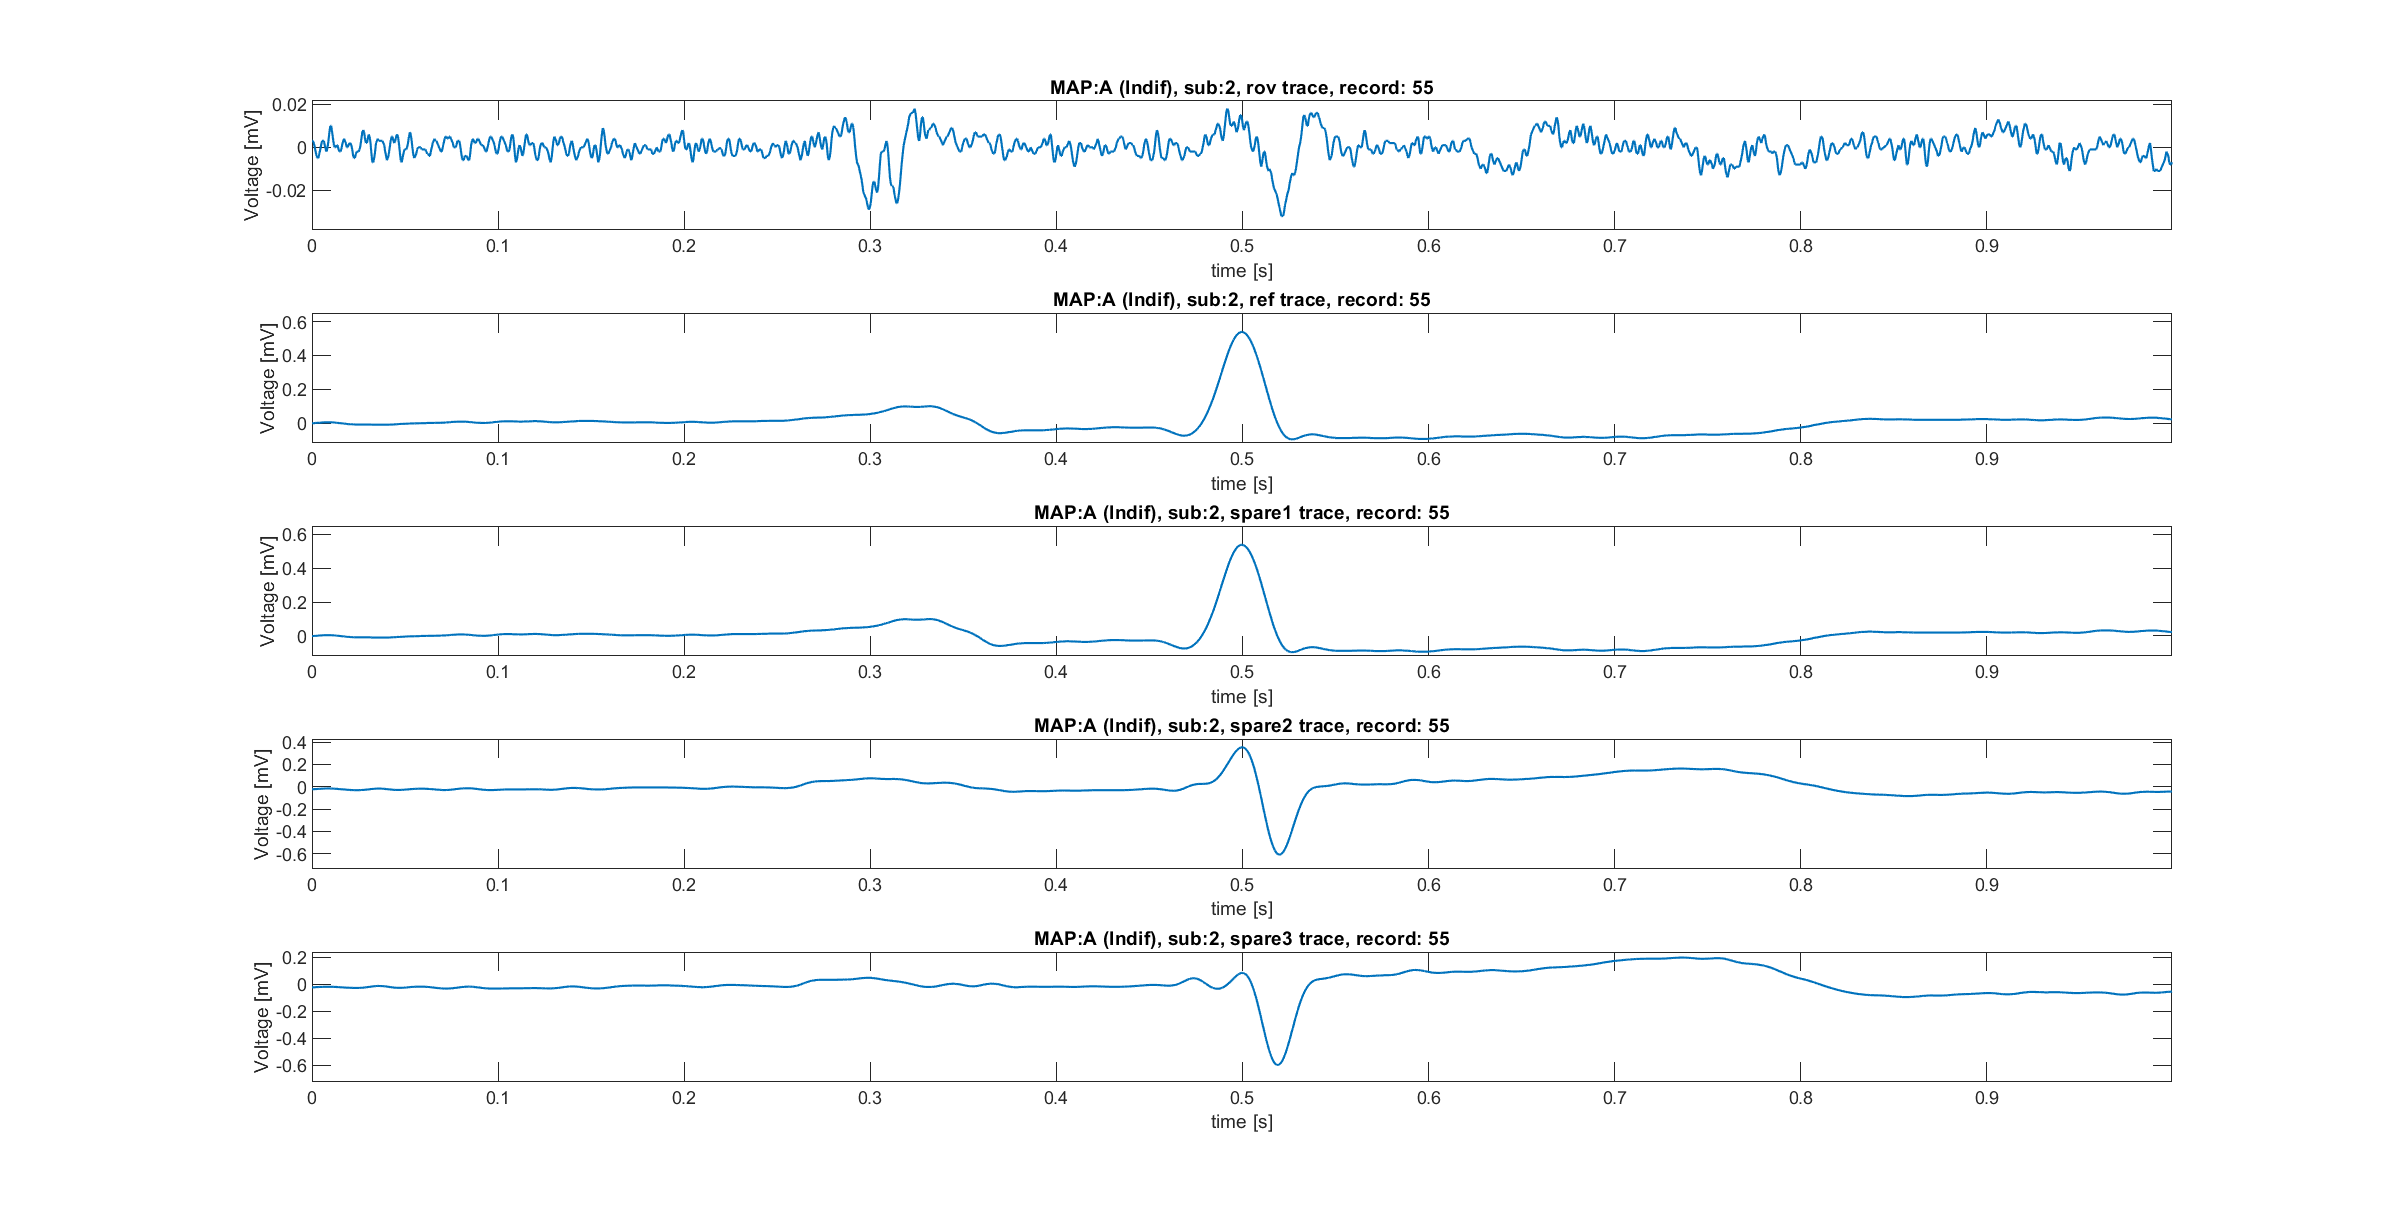 MAP:A (Indif), sub:2, rov trace, record: 55
Voltage [mV]
0.02
0
-0.02
0 0.1 0.2 0.3 0.4 0.5 0.6 0.7 0.8 0.9
time [s]
MAP:A (Indif), sub:2, ref trace, record: 55
Voltage [mV]
0.6
0.4
0.2
0
0 0.1 0.2 0.3 0.4 0.5 0.6 0.7 0.8 0.9
time [s]
MAP:A (Indif), sub:2, spare1 trace, record: 55
Voltage [mV]
0.6
0.4
0.2
0
0 0.1 0.2 0.3 0.4 0.5 0.6 0.7 0.8 0.9
time [s]
MAP:A (Indif), sub:2, spare2 trace, record: 55
Voltage [mV]
0.4
0.2
0
-0.2
-0.4
-0.6
0 0.1 0.2 0.3 0.4 0.5 0.6 0.7 0.8 0.9
time [s]
MAP:A (Indif), sub:2, spare3 trace, record: 55
Voltage [mV]
0.2
0
-0.2
-0.4
-0.6
0 0.1 0.2 0.3 0.4 0.5 0.6 0.7 0.8 0.9
time [s]